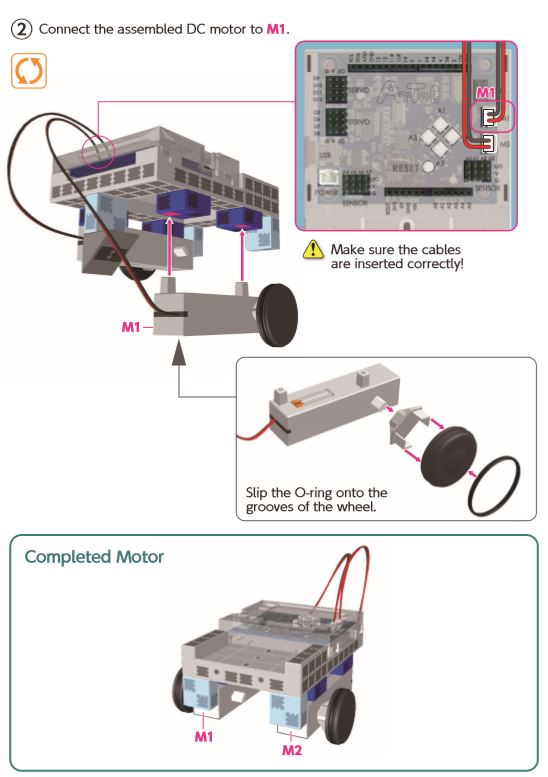 2 Connect the assembled DC motor to M1.
M1
SERVO
SERVO
A1
A3
A2
M2
USB
RESET
POWER
SENSOR
SENSOR
Make sure the cables
are inserted correctly!
M1
Slip the O-ring onto the
grooves of the wheel.
Completed Motor
M1
M2